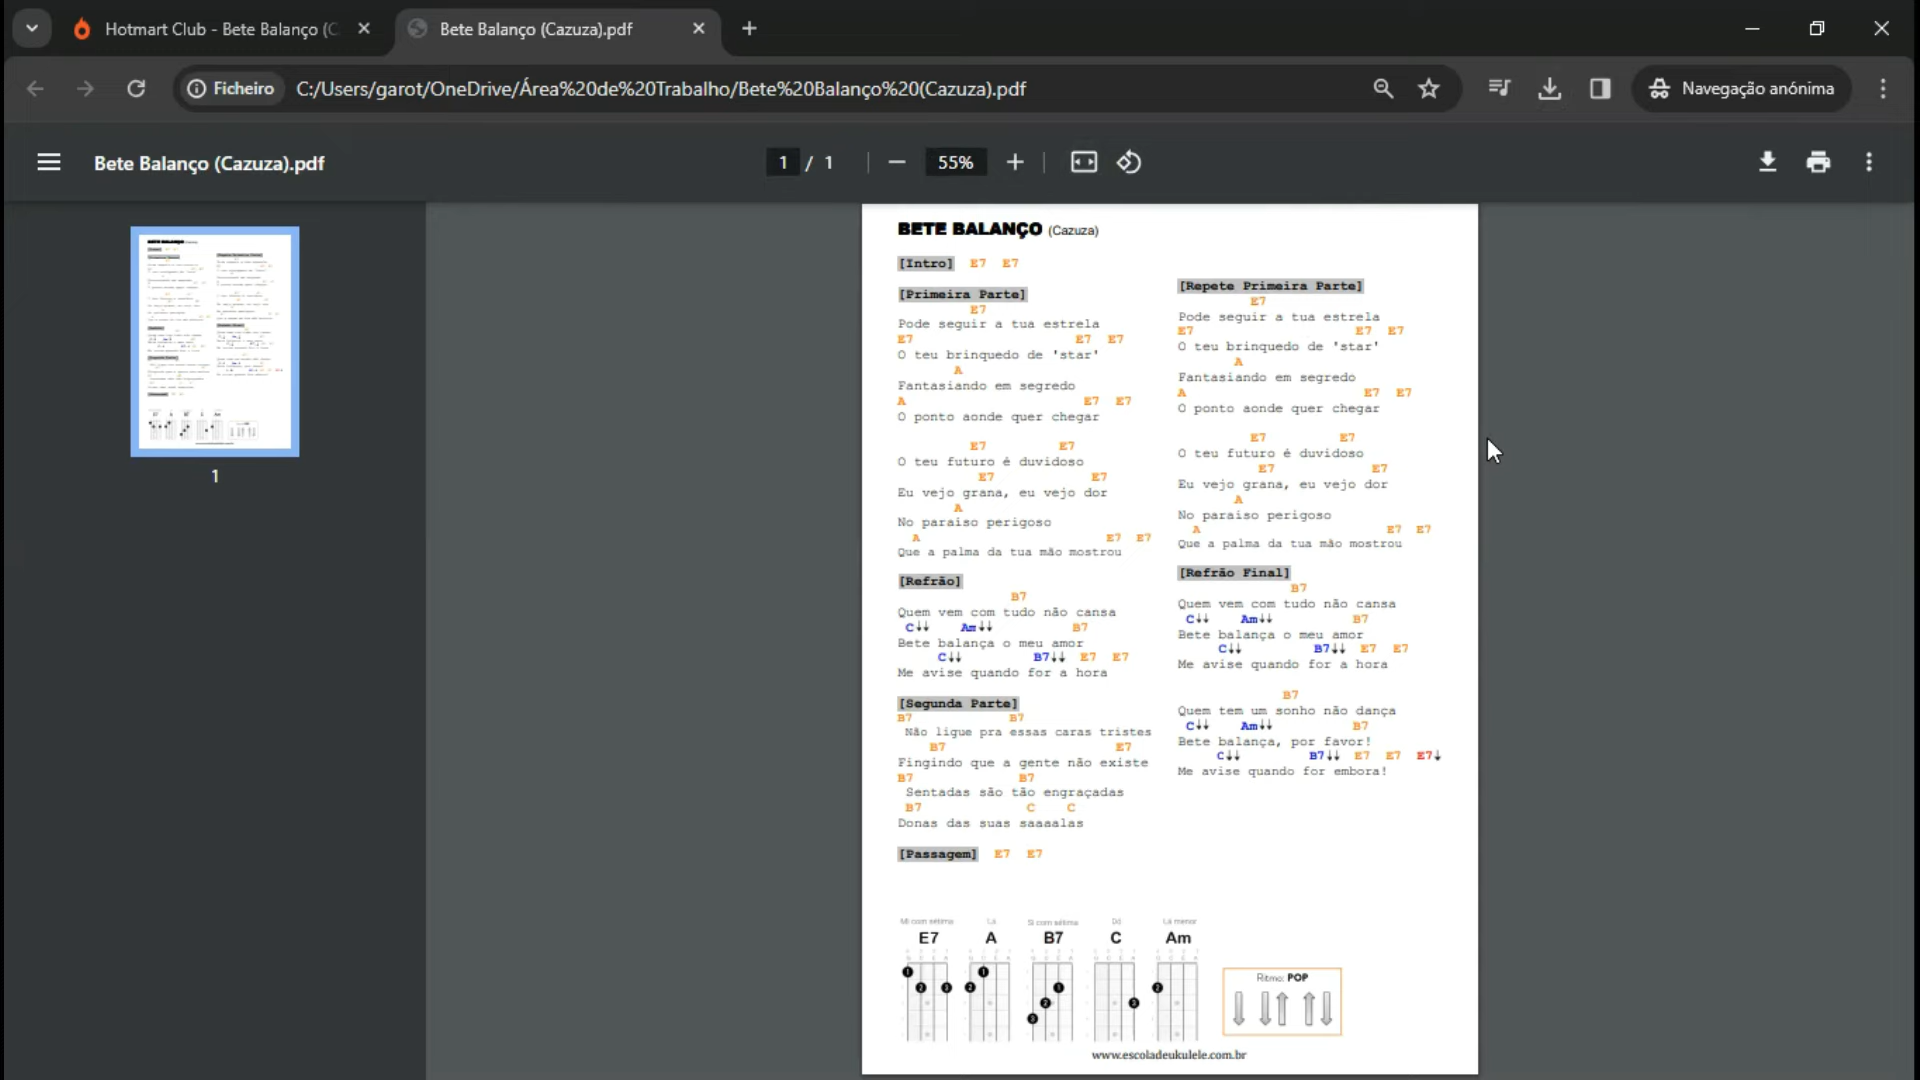 Hotmart Club - Bete Balanço (C
Bete Balanço (Cazuza).pdf
Ficheiro
C:/Users/garot/OneDrive/Área%20de%20Trabalho/Bete%20Balanço%20(Cazuza).pdf
Navegação anónima
Bete Balanço (Cazuza).pdf
1 / 1
55%
1
BETE BALANÇO (Cazuza)
[Intro] E7 E7
[Primeira Parte]
E7
Pode seguir a tua estrela
E7 E7 E7
O teu brinquedo de 'star'
A
Fantasiando em segredo
A E7 E7
O ponto aonde quer chegar
E7 E7
O teu futuro é duvidoso
E7 E7
Eu vejo grana, eu vejo dor
A
No paraíso perigoso
A E7 E7
Que a palma da tua mão mostrou
[Refrão]
B7
Quem vem com tudo não cansa
C↓↓ Am↓↓ B7
Bete balança o meu amor
C↓↓ B7↓↓ E7 E7
Me avise quando for a hora
[Segunda Parte]
B7 B7
Não ligue pra essas caras tristes
B7 E7
Fingindo que a gente não existe
B7 B7
Sentadas são tão engraçadas
B7 C C
Donas das suas saaaalas
[Passagem] E7 E7
[Repete Primeira Parte]
E7
Pode seguir a tua estrela
E7 E7 E7
O teu brinquedo de 'star'
A
Fantasiando em segredo
A E7 E7
O ponto aonde quer chegar
E7 E7
O teu futuro é duvidoso
E7 E7
Eu vejo grana, eu vejo dor
A
No paraíso perigoso
A E7 E7
Que a palma da tua mão mostrou
[Refrão Final]
B7
Quem vem com tudo não cansa
C↓↓ Am↓↓ B7
Bete balança o meu amor
C↓↓ B7↓↓ E7 E7
Me avise quando for a hora
B7
Quem tem um sonho não dança
C↓↓ Am↓↓ B7
Bete balança, por favor!
C↓↓ B7↓↓ E7 E7 E7↓
Me avise quando for embora!
Mi com sétima Lá Si com sétima Dó Lá menor
E7 A B7 C Am
Ritmo: POP
www.escoladeukulele.com.br